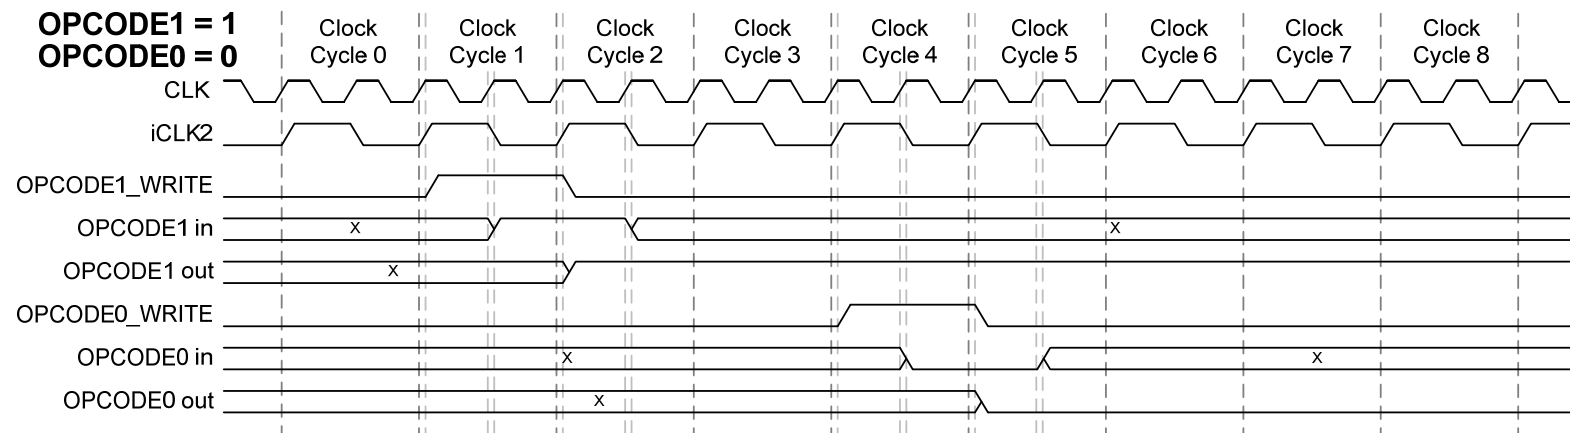 OPCODE1 = 1
OPCODE0 = 0
Clock
Cycle 0
Clock
Cycle 1
Clock
Cycle 2
Clock
Cycle 3
Clock
Cycle 4
Clock
Cycle 5
Clock
Cycle 6
Clock
Cycle 7
Clock
Cycle 8
CLK
iCLK2
OPCODE1_WRITE
OPCODE1 in
x
x
OPCODE1 out
x
OPCODE0_WRITE
OPCODE0 in
x
x
OPCODE0 out
x